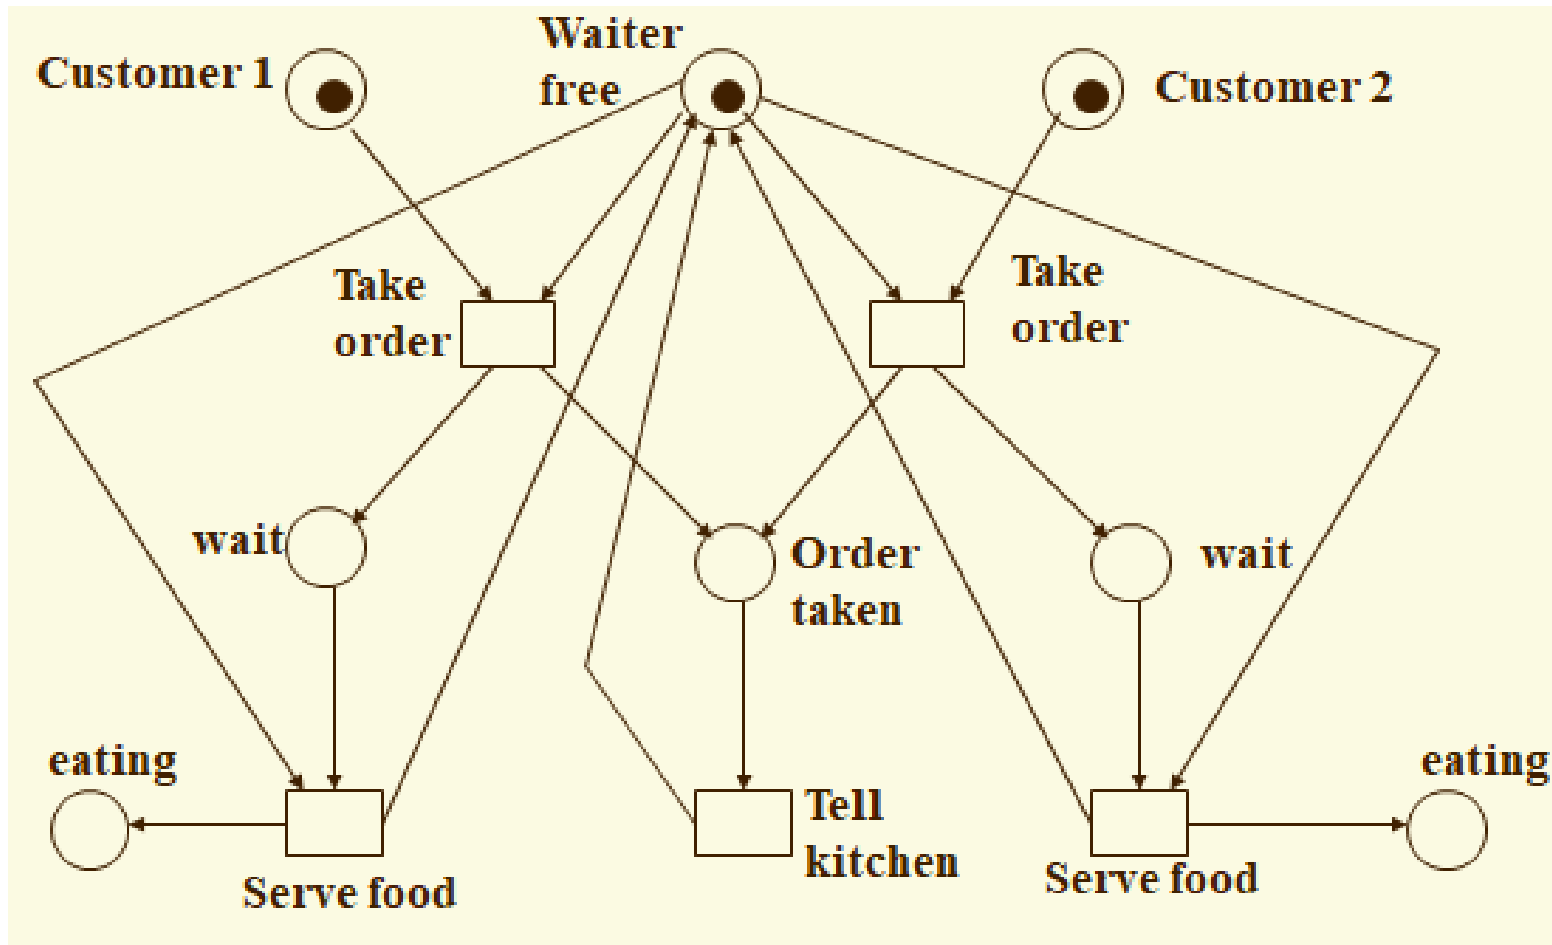 Customer 1
Waiter
free
Customer 2
Take
order
Take
order
wait
Order
taken
wait
eating
Serve food
Tell
kitchen
Serve food
eating